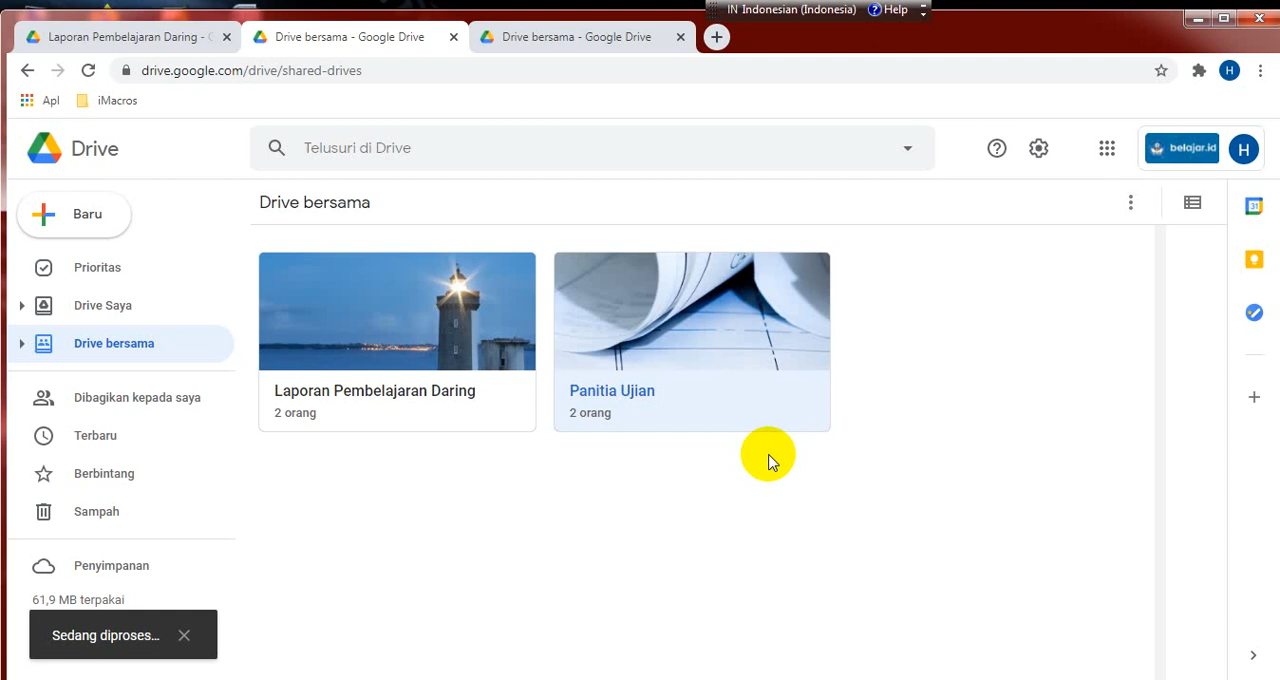 IN Indonesian (Indonesia) Help
Laporan Pembelajaran Daring -
Drive bersama - Google Drive
Drive bersama - Google Drive
drive.google.com/drive/shared-drives
H
Apl
iMacros
Drive
Telusuri di Drive
belajar.id
H
Baru
Drive bersama
31
Prioritas
Drive Saya
Drive bersama
Dibagikan kepada saya
Terbaru
Berbintang
Sampah
Penyimpanan
61,9 MB terpakai
Sedang diproses...
Laporan Pembelajaran Daring
2 orang
Panitia Ujian
2 orang